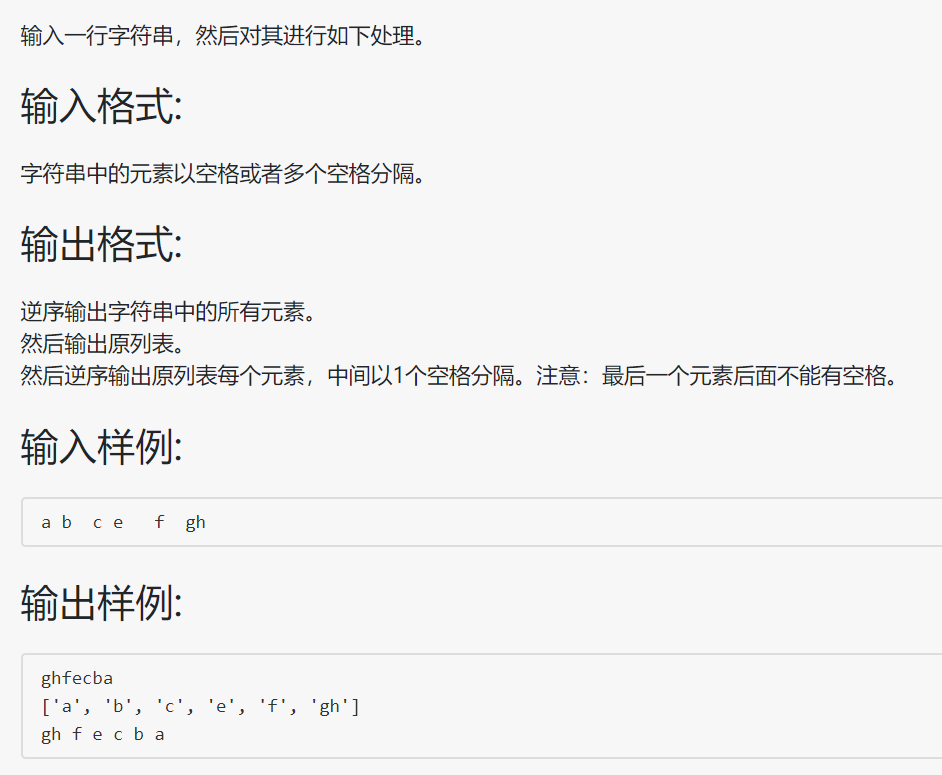 输入一行字符串，然后对其进行如下处理。
输入格式:
字符串中的元素以空格或者多个空格分隔。
输出格式:
逆序输出字符串中的所有元素。
然后输出原列表。
然后逆序输出原列表每个元素，中间以1个空格分隔。注意：最后一个元素后面不能有空格。
输入样例:
a b  c e   f  gh
输出样例:
ghfecba
['a', 'b', 'c', 'e', 'f', 'gh']
gh f e c b a